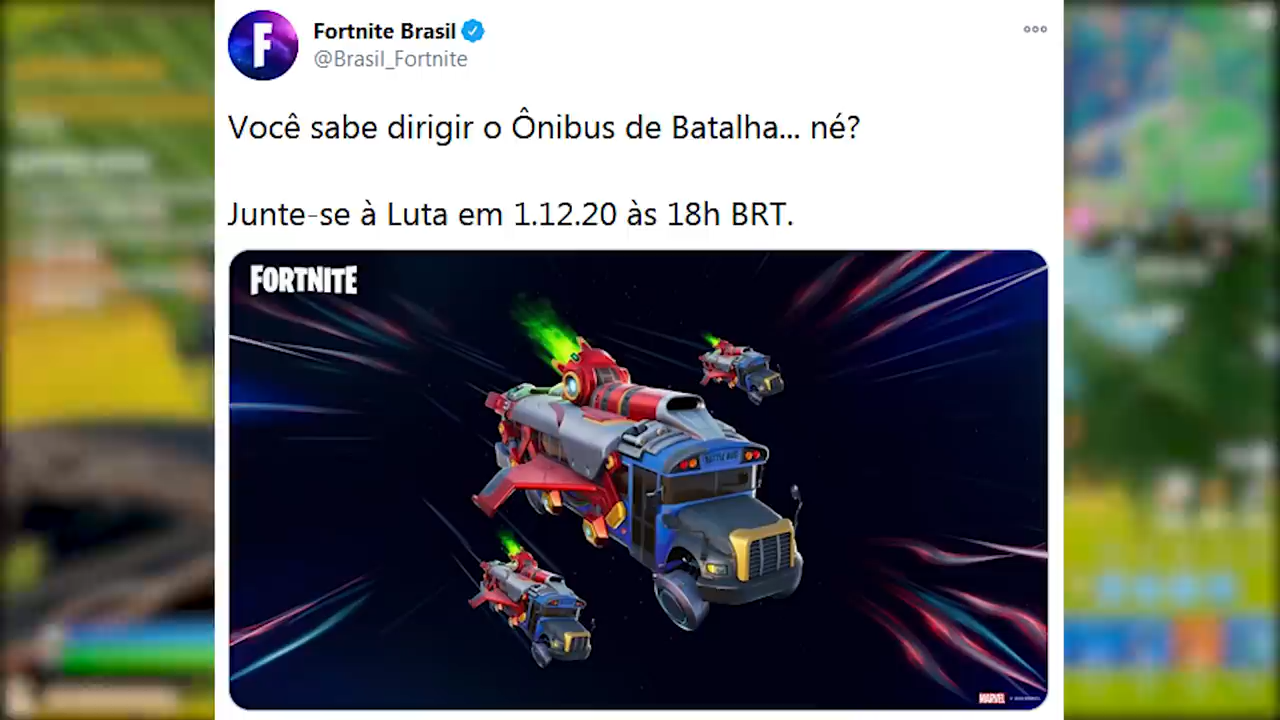 Fortnite Brasil
@Brasil_Fortnite
Você sabe dirigir o Ônibus de Batalha... né?
Junte-se à Luta em 1.12.20 às 18h BRT.
FORTNITE
BATTLE BUS
MARVEL